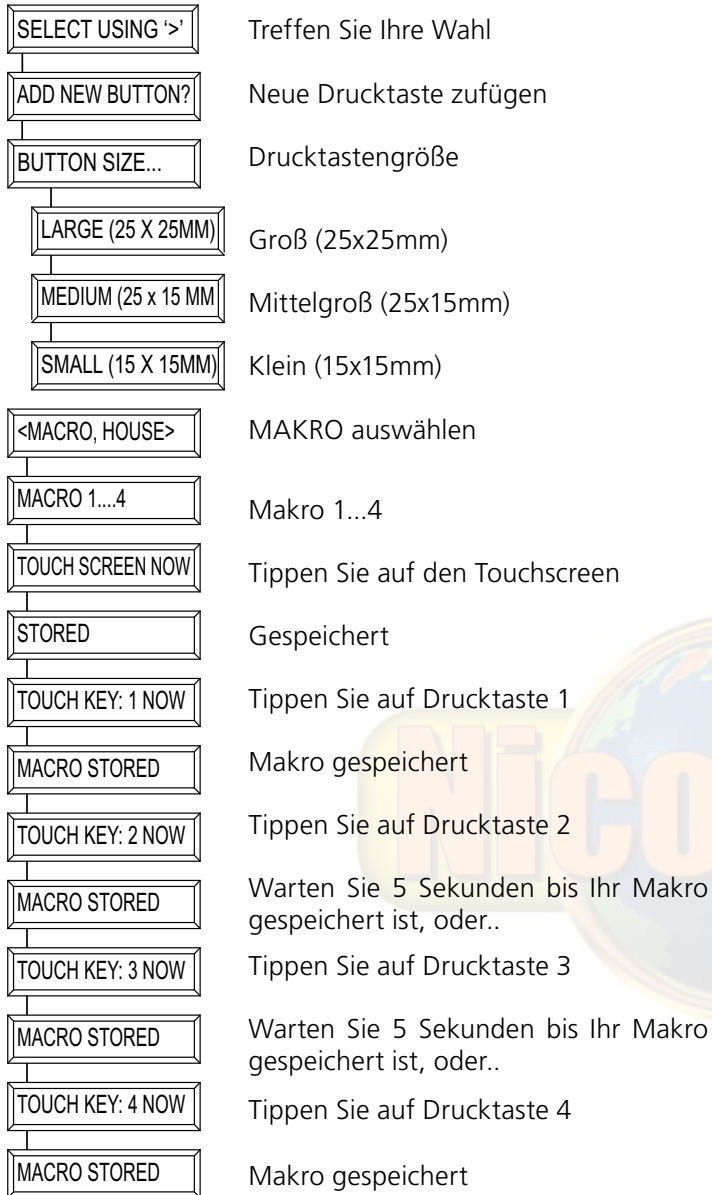 SELECT USING ‘>’ Treffen Sie Ihre Wahl
ADD NEW BUTTON? Neue Drucktaste zufügen
BUTTON SIZE... Drucktastengröße
LARGE (25 X 25MM) Groß (25x25mm)
MEDIUM (25 x 15 MM Mittelgroß (25x15mm)
SMALL (15 X 15MM) Klein (15x15mm)
<MACRO, HOUSE> MAKRO auswählen
MACRO 1....4 Makro 1...4
TOUCH SCREEN NOW Tippen Sie auf den Touchscreen
STORED Gespeichert
TOUCH KEY: 1 NOW Tippen Sie auf Drucktaste 1
MACRO STORED Makro gespeichert
TOUCH KEY: 2 NOW Tippen Sie auf Drucktaste 2
MACRO STORED Warten Sie 5 Sekunden bis Ihr Makro
gespeichert ist, oder..
TOUCH KEY: 3 NOW Tippen Sie auf Drucktaste 3
MACRO STORED Warten Sie 5 Sekunden bis Ihr Makro
gespeichert ist, oder..
TOUCH KEY: 4 NOW Tippen Sie auf Drucktaste 4
MACRO STORED Makro gespeichert